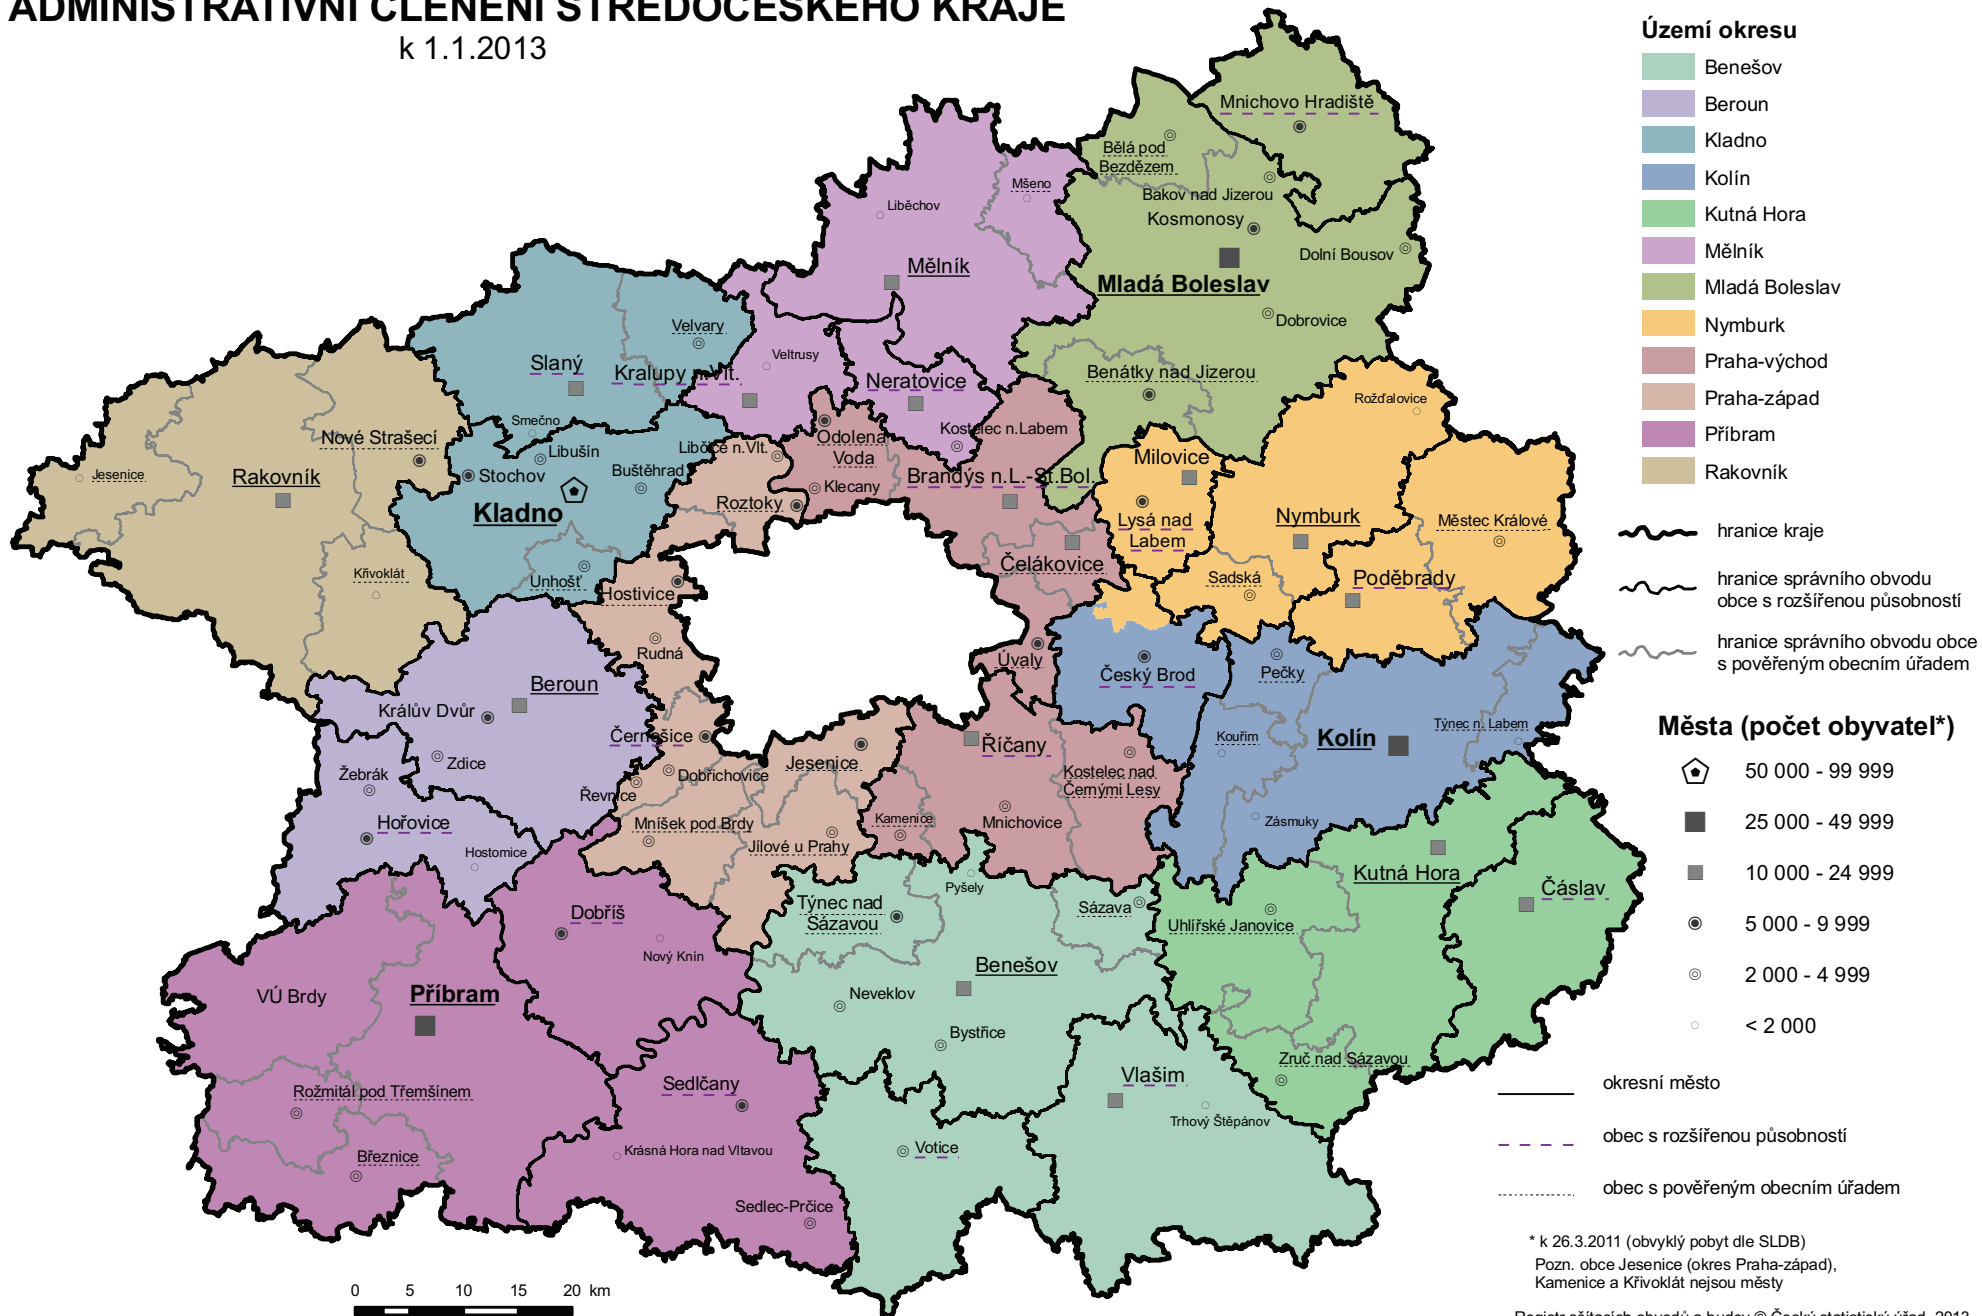 ADMINISTRATIVNÍ ČLENĚNÍ STŘEDOČESKÉHO KRAJE
k 1.1.2013
Mnichovo Hradiště
Bělá pod
Bezdězem
Bakov nad Jizerou
Kosmonosy
Dolní Bousov
Mladá Boleslav
Dobrovice
Benátky nad Jizerou
Mšeno
Liběchov
Mělník
Veltrusy
Neratovice
Kostelec n.Labem
Velvary
Slaný
Kralupy n.Vlt.
Smečno
Libušín
Stochov
Buštěhrad
Kladno
Unhošť
Nové Strašecí
Jesenice
Rakovník
Křivoklát
Libčice n.Vlt.
Odolena
Voda
Klecany
Roztoky
Brandýs n.L.-St.Bol.
Čelákovice
Úvaly
Milovice
Lysá nad
Labem
Nymburk
Rožďalovice
Městec Králové
Sadská
Poděbrady
Hostivice
Rudná
Beroun
Králův Dvůr
Zdice
Žebrák
Hořovice
Hostomice
Černošice
Dobřichovice
Řevnice
Mníšek pod Brdy
Jesenice
Jílové u Prahy
Kamenice
Říčany
Mnichovice
Kostelec nad
Černými Lesy
Český Brod
Pečky
Kouřim
Kolín
Týnec n. Labem
Zásmuky
Kutná Hora
Čáslav
Uhlířské Janovice
Zruč nad Sázavou
Pyšely
Týnec nad
Sázavou
Sázava
Benešov
Neveklov
Bystřice
Vlašim
Trhový Štěpánov
Votice
Dobříš
Nový Knín
VÚ Brdy
Příbram
Rožmitál pod Třemšínem
Březnice
Sedlčany
Krásná Hora nad Vltavou
Sedlec-Prčice
0 5 10 15 20 km
Území okresu
Benešov
Beroun
Kladno
Kolín
Kutná Hora
Mělník
Mladá Boleslav
Nymburk
Praha-východ
Praha-západ
Příbram
Rakovník
hranice kraje
hranice správního obvodu
obce s rozšířenou působností
hranice správního obvodu obce
s pověřeným obecním úřadem
Města (počet obyvatel*)
50 000 - 99 999
25 000 - 49 999
10 000 - 24 999
5 000 - 9 999
2 000 - 4 999
< 2 000
okresní město
obec s rozšířenou působností
obec s pověřeným obecním úřadem
* k 26.3.2011 (obvyklý pobyt dle SLDB)
Pozn. obce Jesenice (okres Praha-západ),
Kamenice a Křivoklát nejsou městy
Registr sčítacích obvodů a budov © Český statistický úřad, 2013